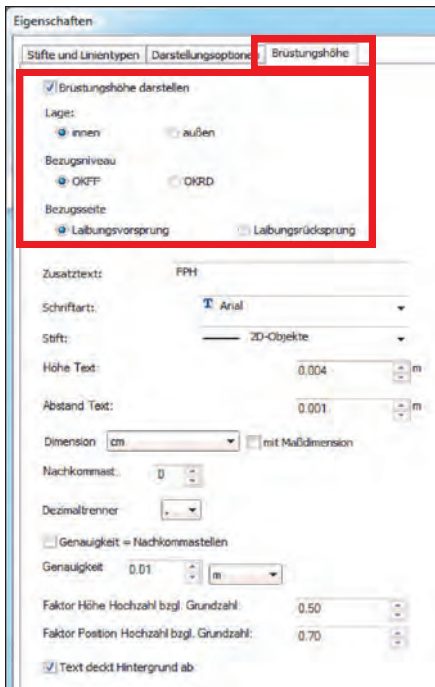 Eigenschaften
Stifte und Linientypen Darstellungsoptionen Brüstungshöhe
Brüstungshöhe darstellen
Lage:
innen außen
Bezugsniveau
OKFF OKRD
Bezugsseite
Laibungsvorsprung Laibungsrücksprung
Zusatztext: FPH
Schriftart: T Arial
Stift: 2D-Objekte
Höhe Text: 0.004 m
Abstand Text: 0.001 m
Dimension cm mit Maßdimension
Nachkommast. 0
Dezimaltrenner .
Genauigkeit = Nachkommastellen
Genauigkeit 0.01 m
Faktor Höhe Hochzahl bzgl. Grundzahl: 0.50
Faktor Position Hochzahl bzgl. Grundzahl: 0.70
Text deckt Hintergrund ab